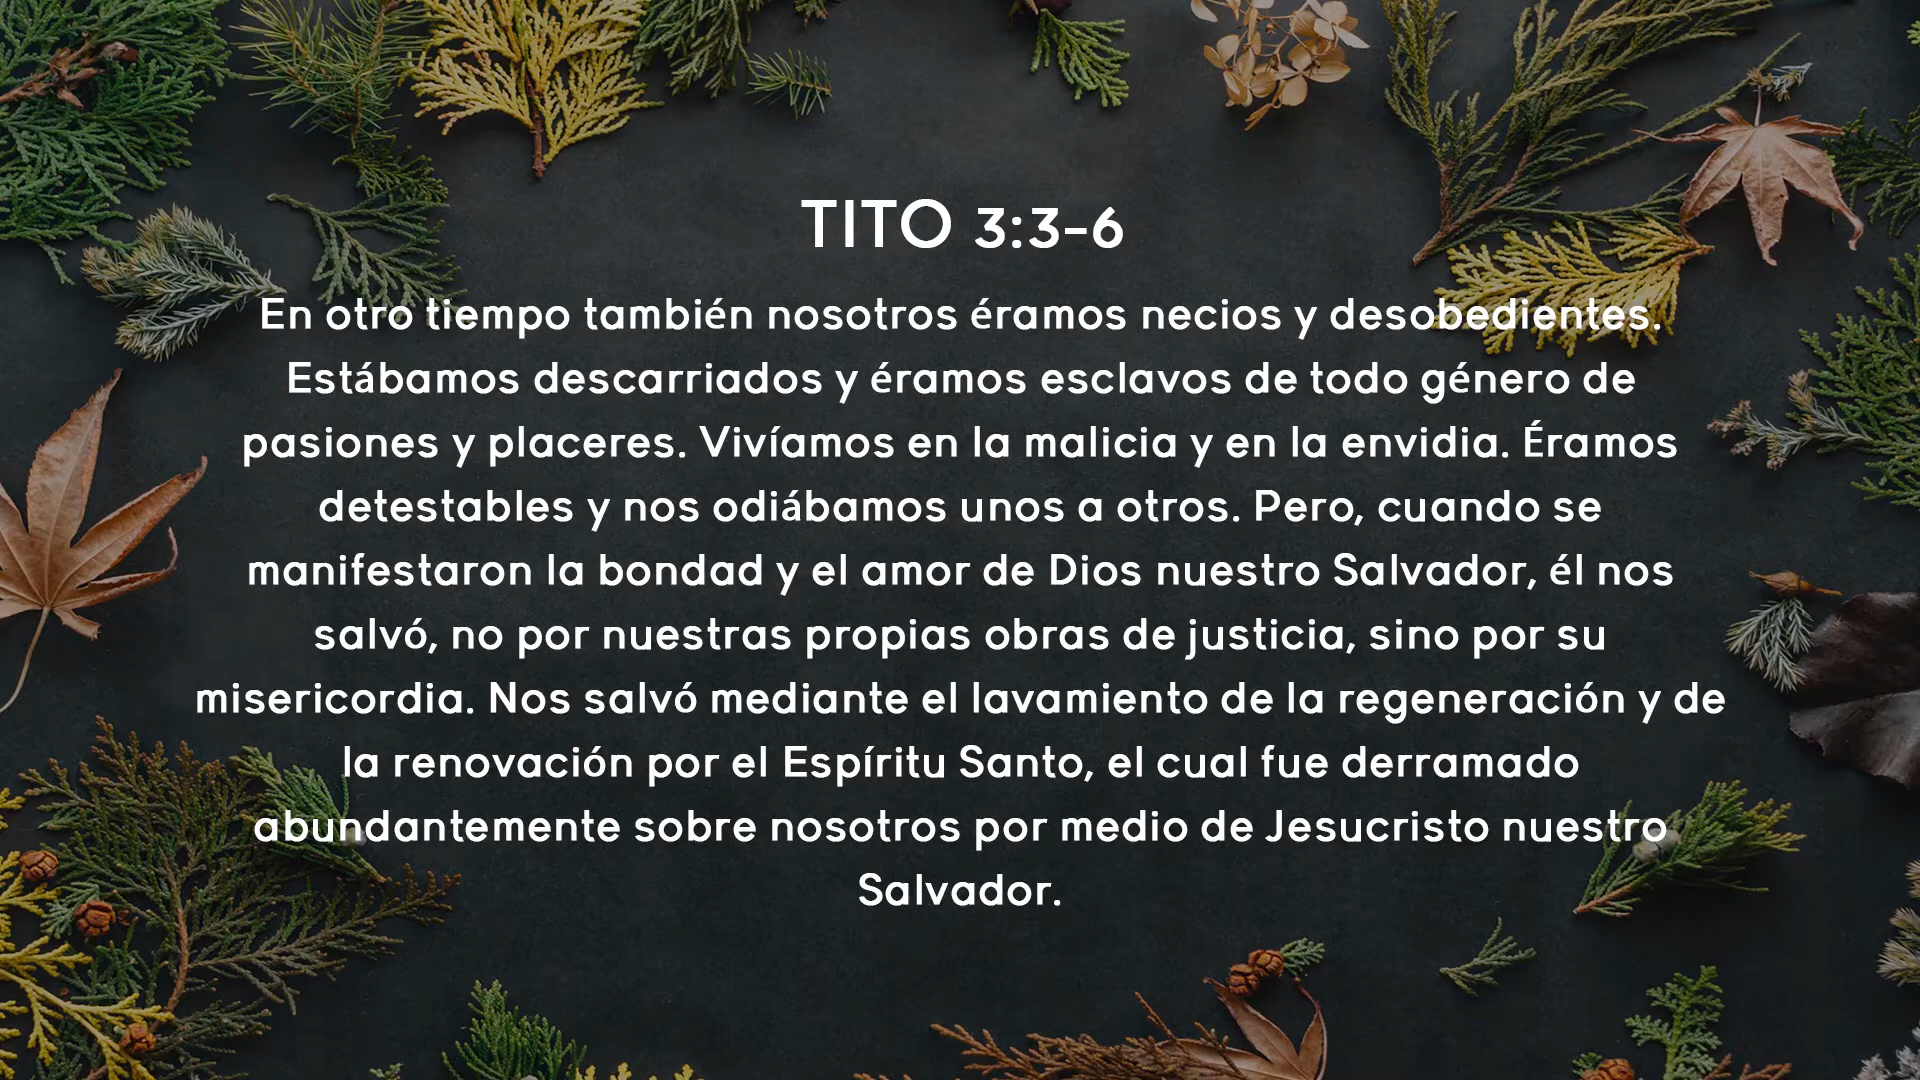 TITO 3:3-6
En otro tiempo también nosotros éramos necios y desobedientes.
Estábamos descarriados y éramos esclavos de todo género de
pasiones y placeres. Vivíamos en la malicia y en la envidia. Éramos
detestables y nos odiábamos unos a otros. Pero, cuando se
manifestaron la bondad y el amor de Dios nuestro Salvador, él nos
salvó, no por nuestras propias obras de justicia, sino por su
misericordia. Nos salvó mediante el lavamiento de la regeneración y de
la renovación por el Espíritu Santo, el cual fue derramado
abundantemente sobre nosotros por medio de Jesucristo nuestro
Salvador.